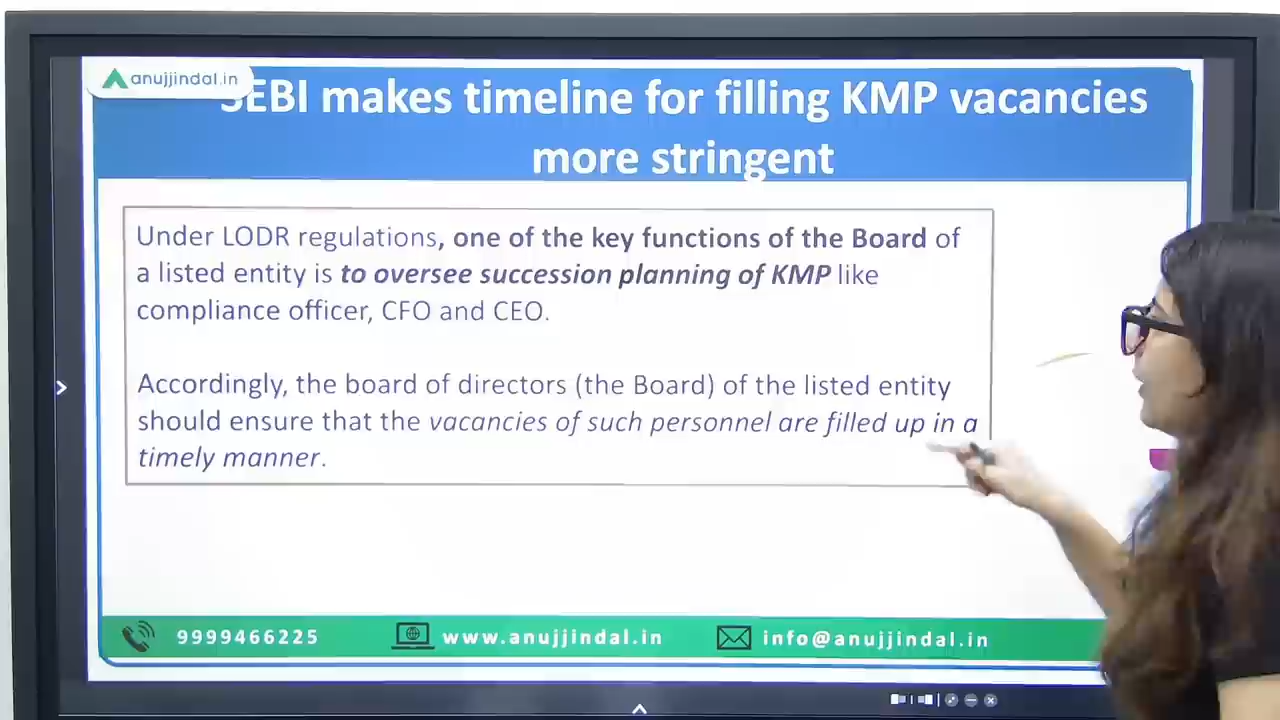 anujjindal.in
SEBI makes timeline for filling KMP vacancies
more stringent
Under LODR regulations, one of the key functions of the Board of
a listed entity is to oversee succession planning of KMP like
compliance officer, CFO and CEO.
Accordingly, the board of directors (the Board) of the listed entity
should ensure that the vacancies of such personnel are filled up in a
timely manner.
9999466225 www.anujjindal.in info@anujjindal.in